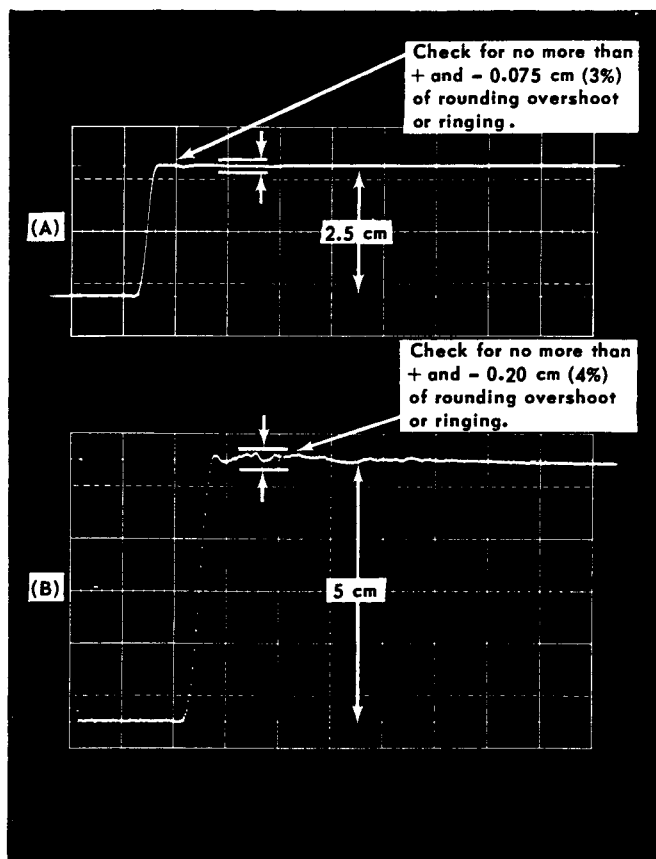 Check for no more than
+ and – 0.075 cm (3%)
of rounding overshoot
or ringing.
(A)
2.5 cm
Check for no more than
+ and – 0.20 cm (4%)
of rounding overshoot
or ringing.
(B)
5 cm